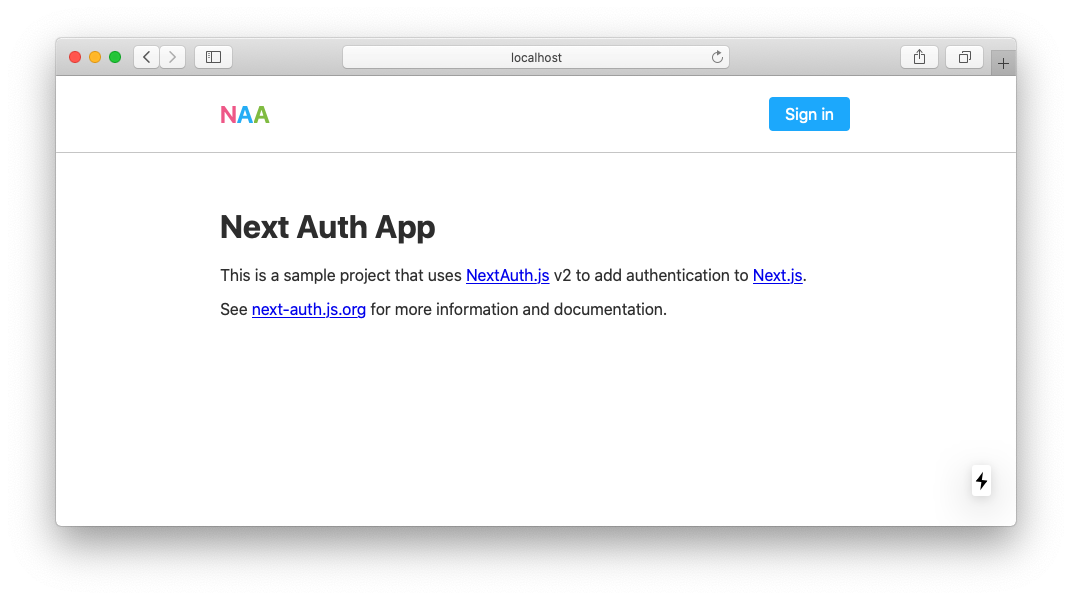 localhost
NAA
Sign in
Next Auth App
This is a sample project that uses NextAuth.js v2 to add authentication to Next.js.
See next-auth.js.org for more information and documentation.